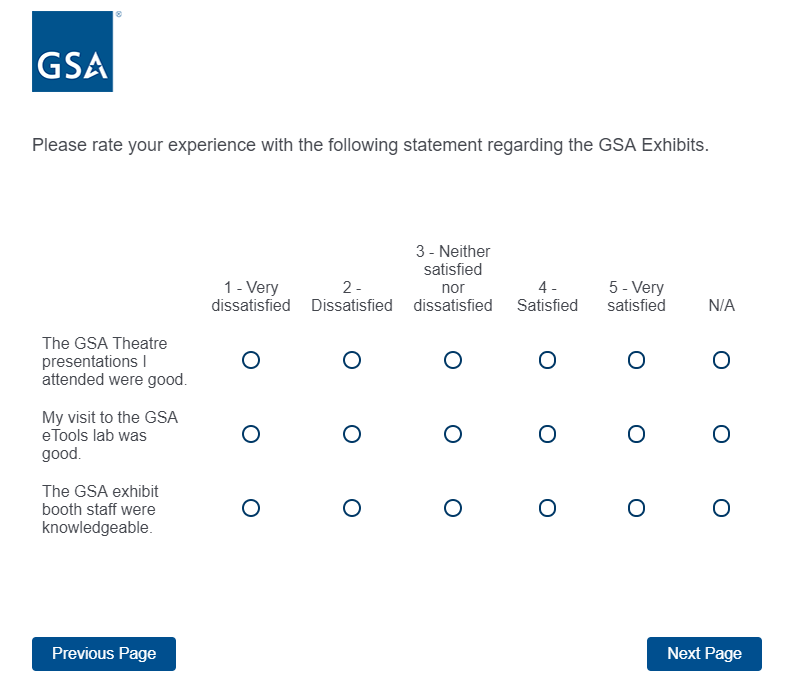 ®
GSA
Please rate your experience with the following statement regarding the GSA Exhibits.
3 - Neither
satisfied
1 - Very 2 - nor 4 - 5 - Very
dissatisfied Dissatisfied dissatisfied Satisfied satisfied N/A
The GSA Theatre
presentations I
attended were good.
My visit to the GSA
eTools lab was
good.
The GSA exhibit
booth staff were
knowledgeable.
Previous Page Next Page